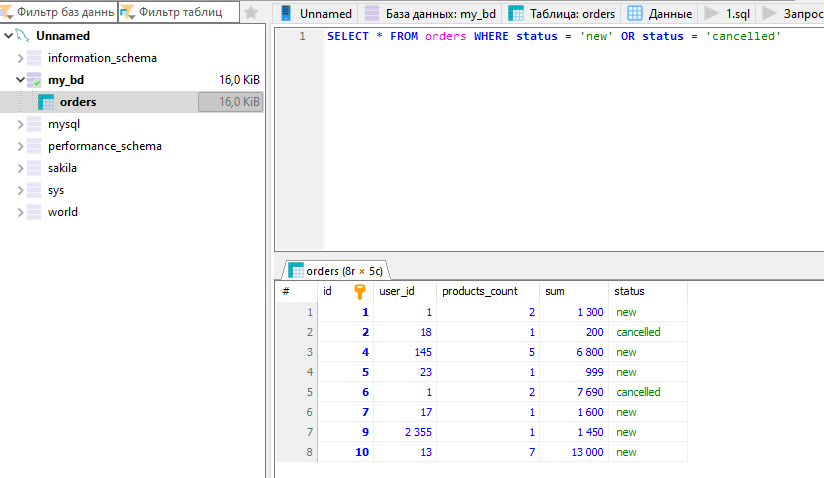 Фильтр баз даннь Фильтр таблиц
Unnamed
information_schema
my_bd 16,0 KiB
orders 16,0 KiB
mysql
performance_schema
sakila
sys
world
Unnamed База данных: my_bd Таблица: orders Данные 1.sql Запрос
1 SELECT * FROM orders WHERE status = 'new' OR status = 'cancelled'
orders (8r × 5c)
# id user_id products_count sum status
1 1 1 2 1 300 new
2 2 18 1 200 cancelled
3 4 145 5 6 800 new
4 5 23 1 999 new
5 6 1 2 7 690 cancelled
6 7 17 1 1 600 new
7 9 2 355 1 1 450 new
8 10 13 7 13 000 new